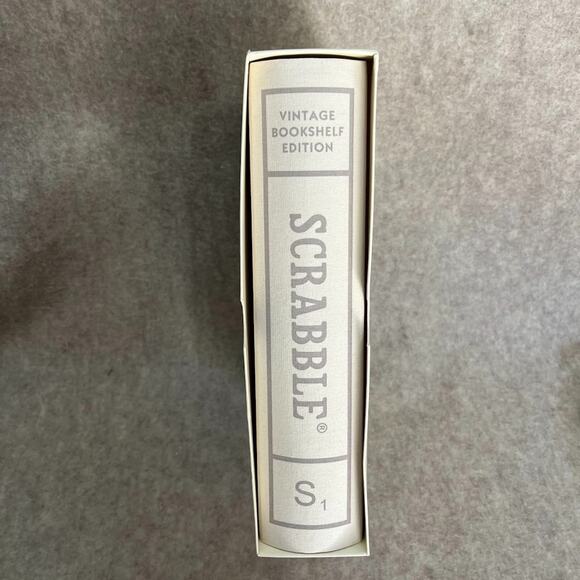 VINTAGE
BOOKSHELF
EDITION
SCRABBLE®
S1